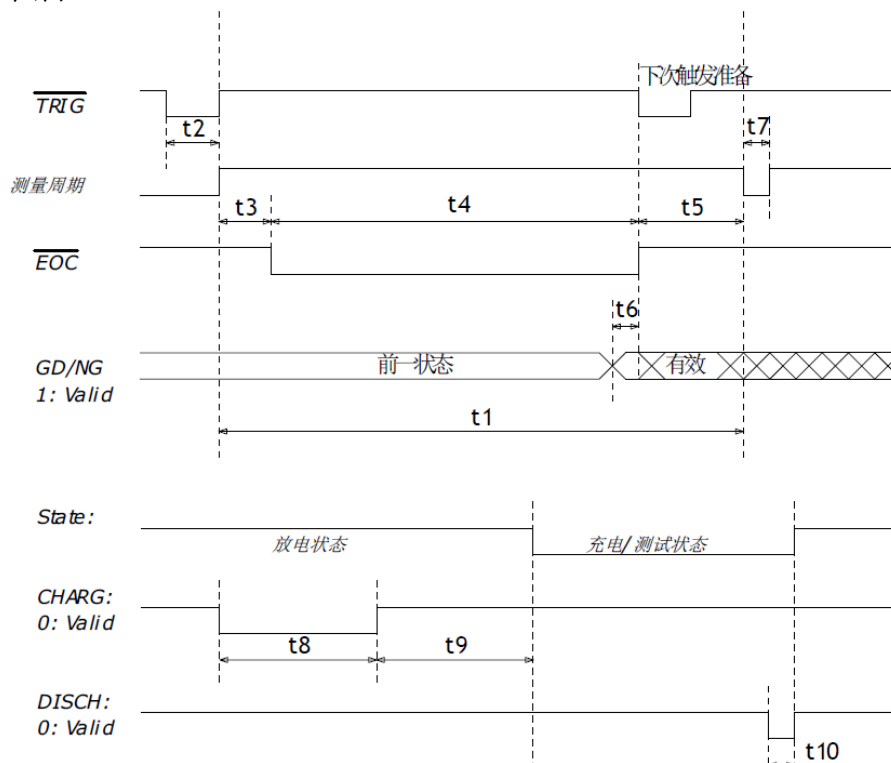 下次触发准备
TRIG
t2
t7
测量周期
t3
t4
t5
EOC
t6
GD/NG
1: Valid
前一状态
有效
t1
State:
放电状态
充电/测试状态
CHARG:
0: Valid
t8
t9
DISCH:
0: Valid
t10